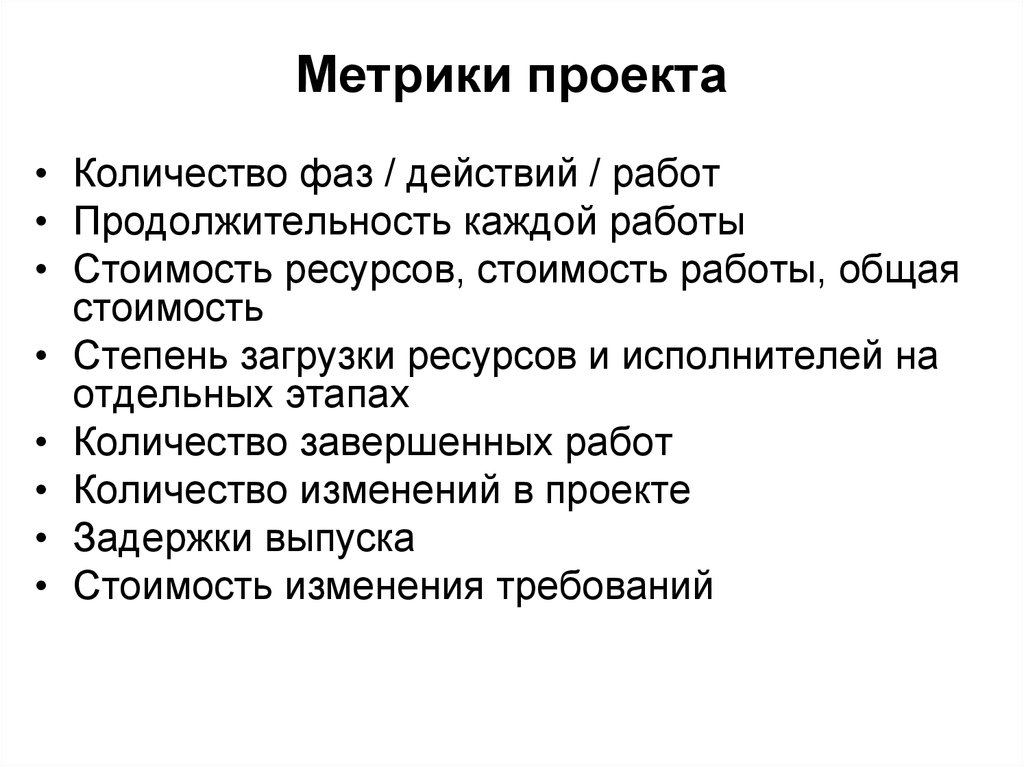 Метрики проекта
• Количество фаз / действий / работ
• Продолжительность каждой работы
• Стоимость ресурсов, стоимость работы, общая
стоимость
• Степень загрузки ресурсов и исполнителей на
отдельных этапах
• Количество завершенных работ
• Количество изменений в проекте
• Задержки выпуска
• Стоимость изменения требований